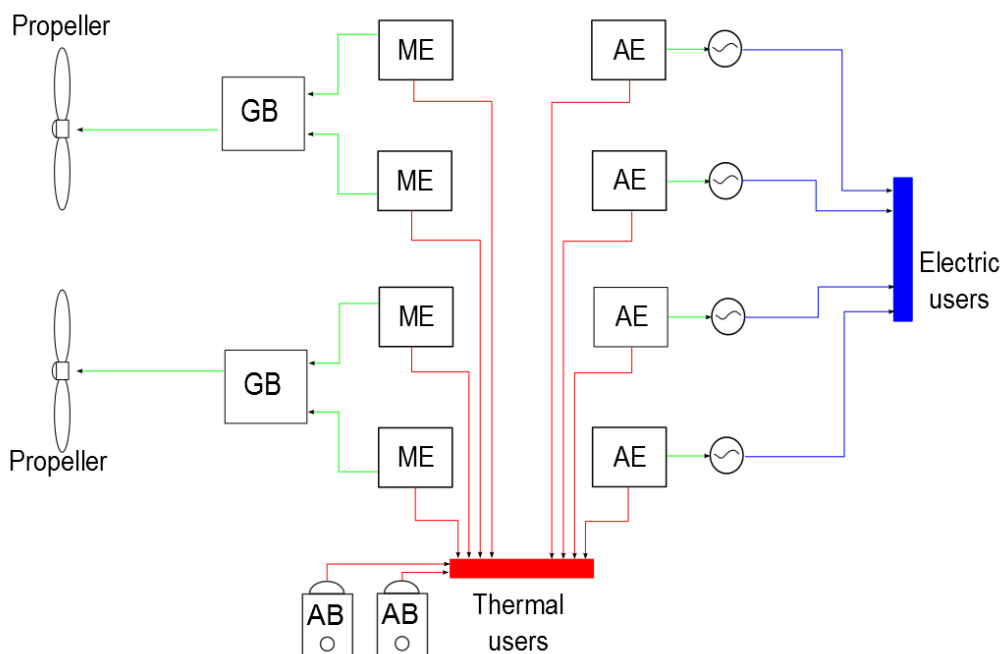 Propeller
ME
AE
GB
ME
AE
Electric
users
ME
AE
GB
Propeller
ME
AE
AB
AB
Thermal
users